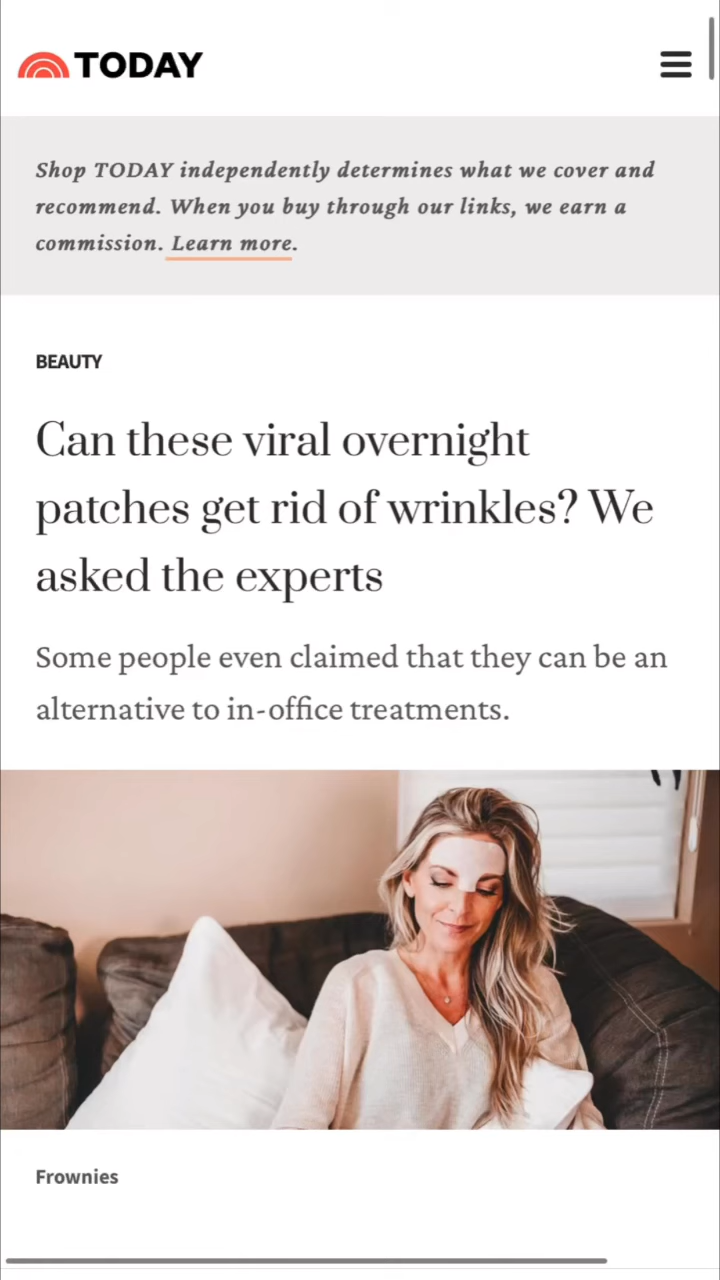 TODAY
Shop TODAY independently determines what we cover and
recommend. When you buy through our links, we earn a
commission. Learn more.
BEAUTY
Can these viral overnight
patches get rid of wrinkles? We
asked the experts
Some people even claimed that they can be an
alternative to in-office treatments.
Frownies